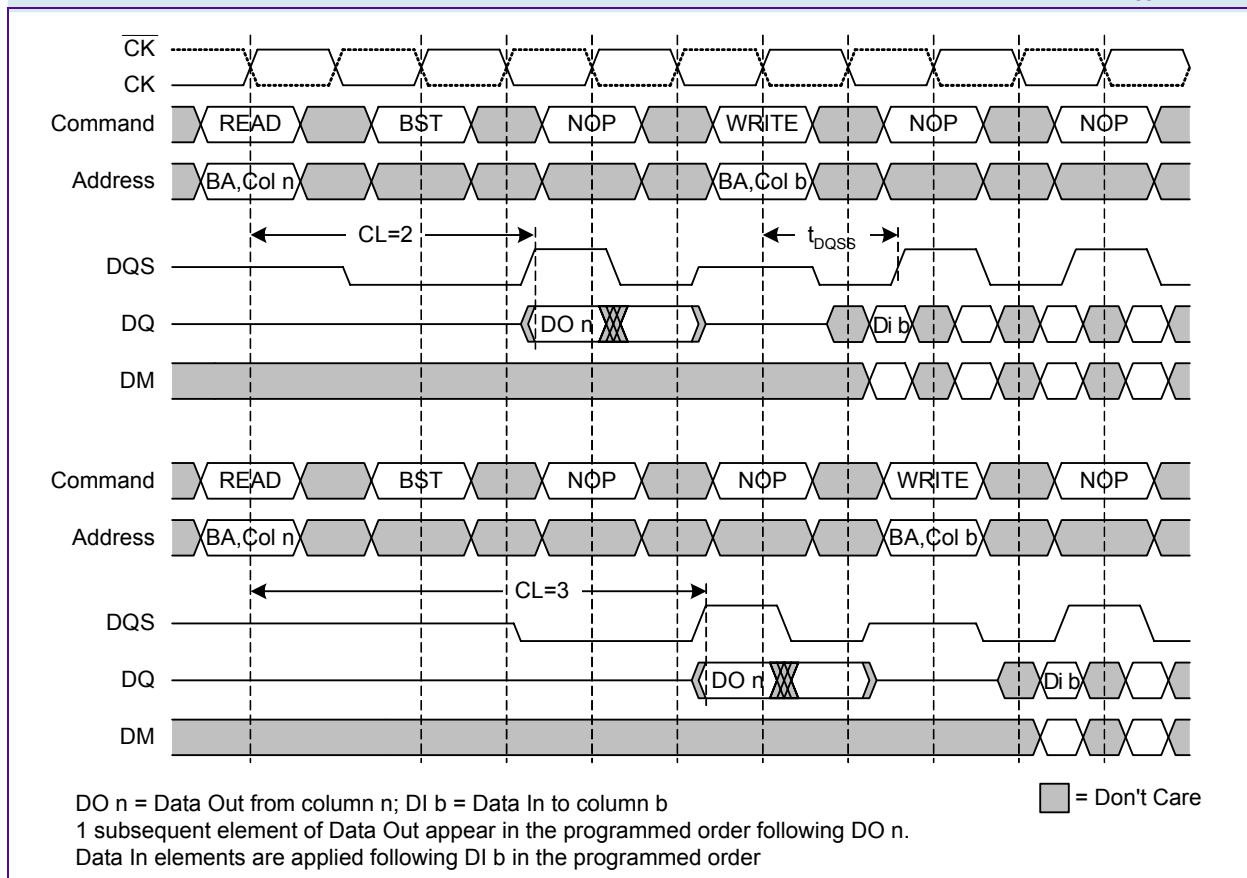 CK
CK
Command READ BST NOP WRITE NOP NOP
Address BA,Col n BA,Col b
CL=2 tDQSS
DQS
DQ DO n Di b
DM
Command READ BST NOP NOP WRITE NOP
Address BA,Col n BA,Col b
CL=3
DQS
DQ DO n Di b
DM
DO n = Data Out from column n; DI b = Data In to column b
= Don't Care
1 subsequent element of Data Out appear in the programmed order following DO n.
Data In elements are applied following DI b in the programmed order